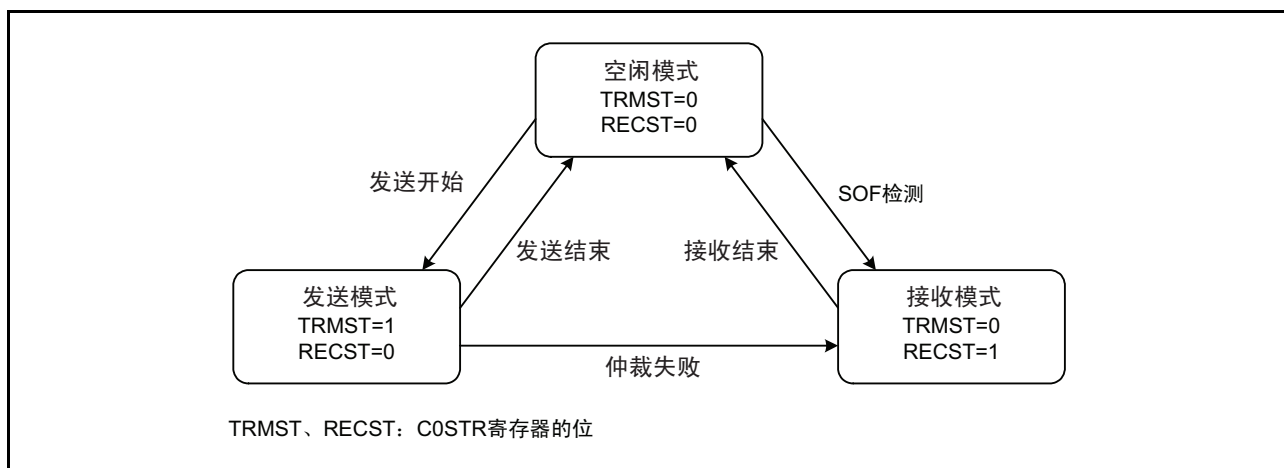 空闲模式
TRMST=0
RECST=0
发送开始
SOF检测
发送结束
接收结束
发送模式
TRMST=1
RECST=0
接收模式
TRMST=0
RECST=1
仲裁失败
TRMST、RECST：C0STR寄存器的位